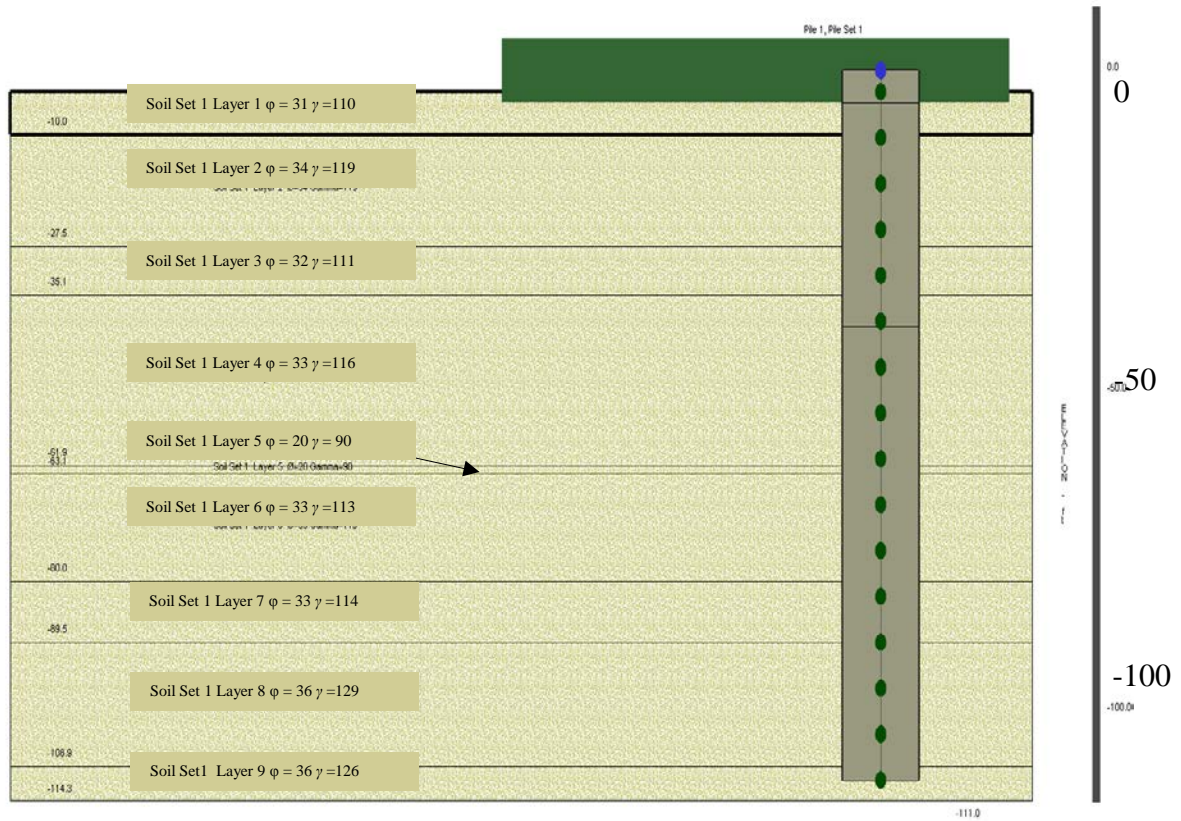 Pile 1, Pile Set 1
0.0
0
Soil Set 1 Layer 1 φ = 31 γ =110
-10.0
Soil Set 1 Layer 2 φ = 34 γ =119
-27.5
Soil Set 1 Layer 3 φ = 32 γ =111
-35.1
Soil Set 1 Layer 4 φ = 33 γ =116
-50
-50.0
ELEVATION - ft
Soil Set 1 Layer 5 φ = 20 γ = 90
-61.9
-63.1
Soil Set 1 Layer 5 Ø=20 Gamma=90
Soil Set 1 Layer 6 φ = 33 γ =113
-80.0
Soil Set 1 Layer 7 φ = 33 γ =114
-89.5
Soil Set 1 Layer 8 φ = 36 γ =129
-100
-100.0
-108.9
Soil Set1 Layer 9 φ = 36 γ =126
-114.3
-111.0